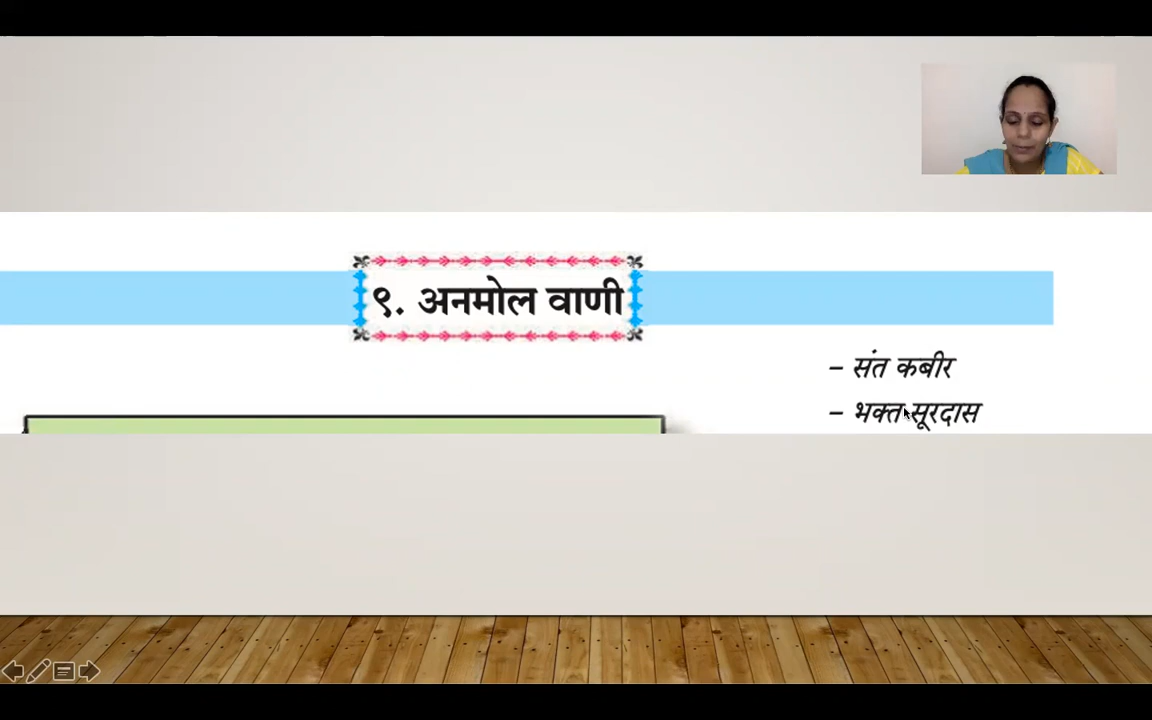 ९. अनमोल वाणी
– संत कबीर
– भक्त सूरदास